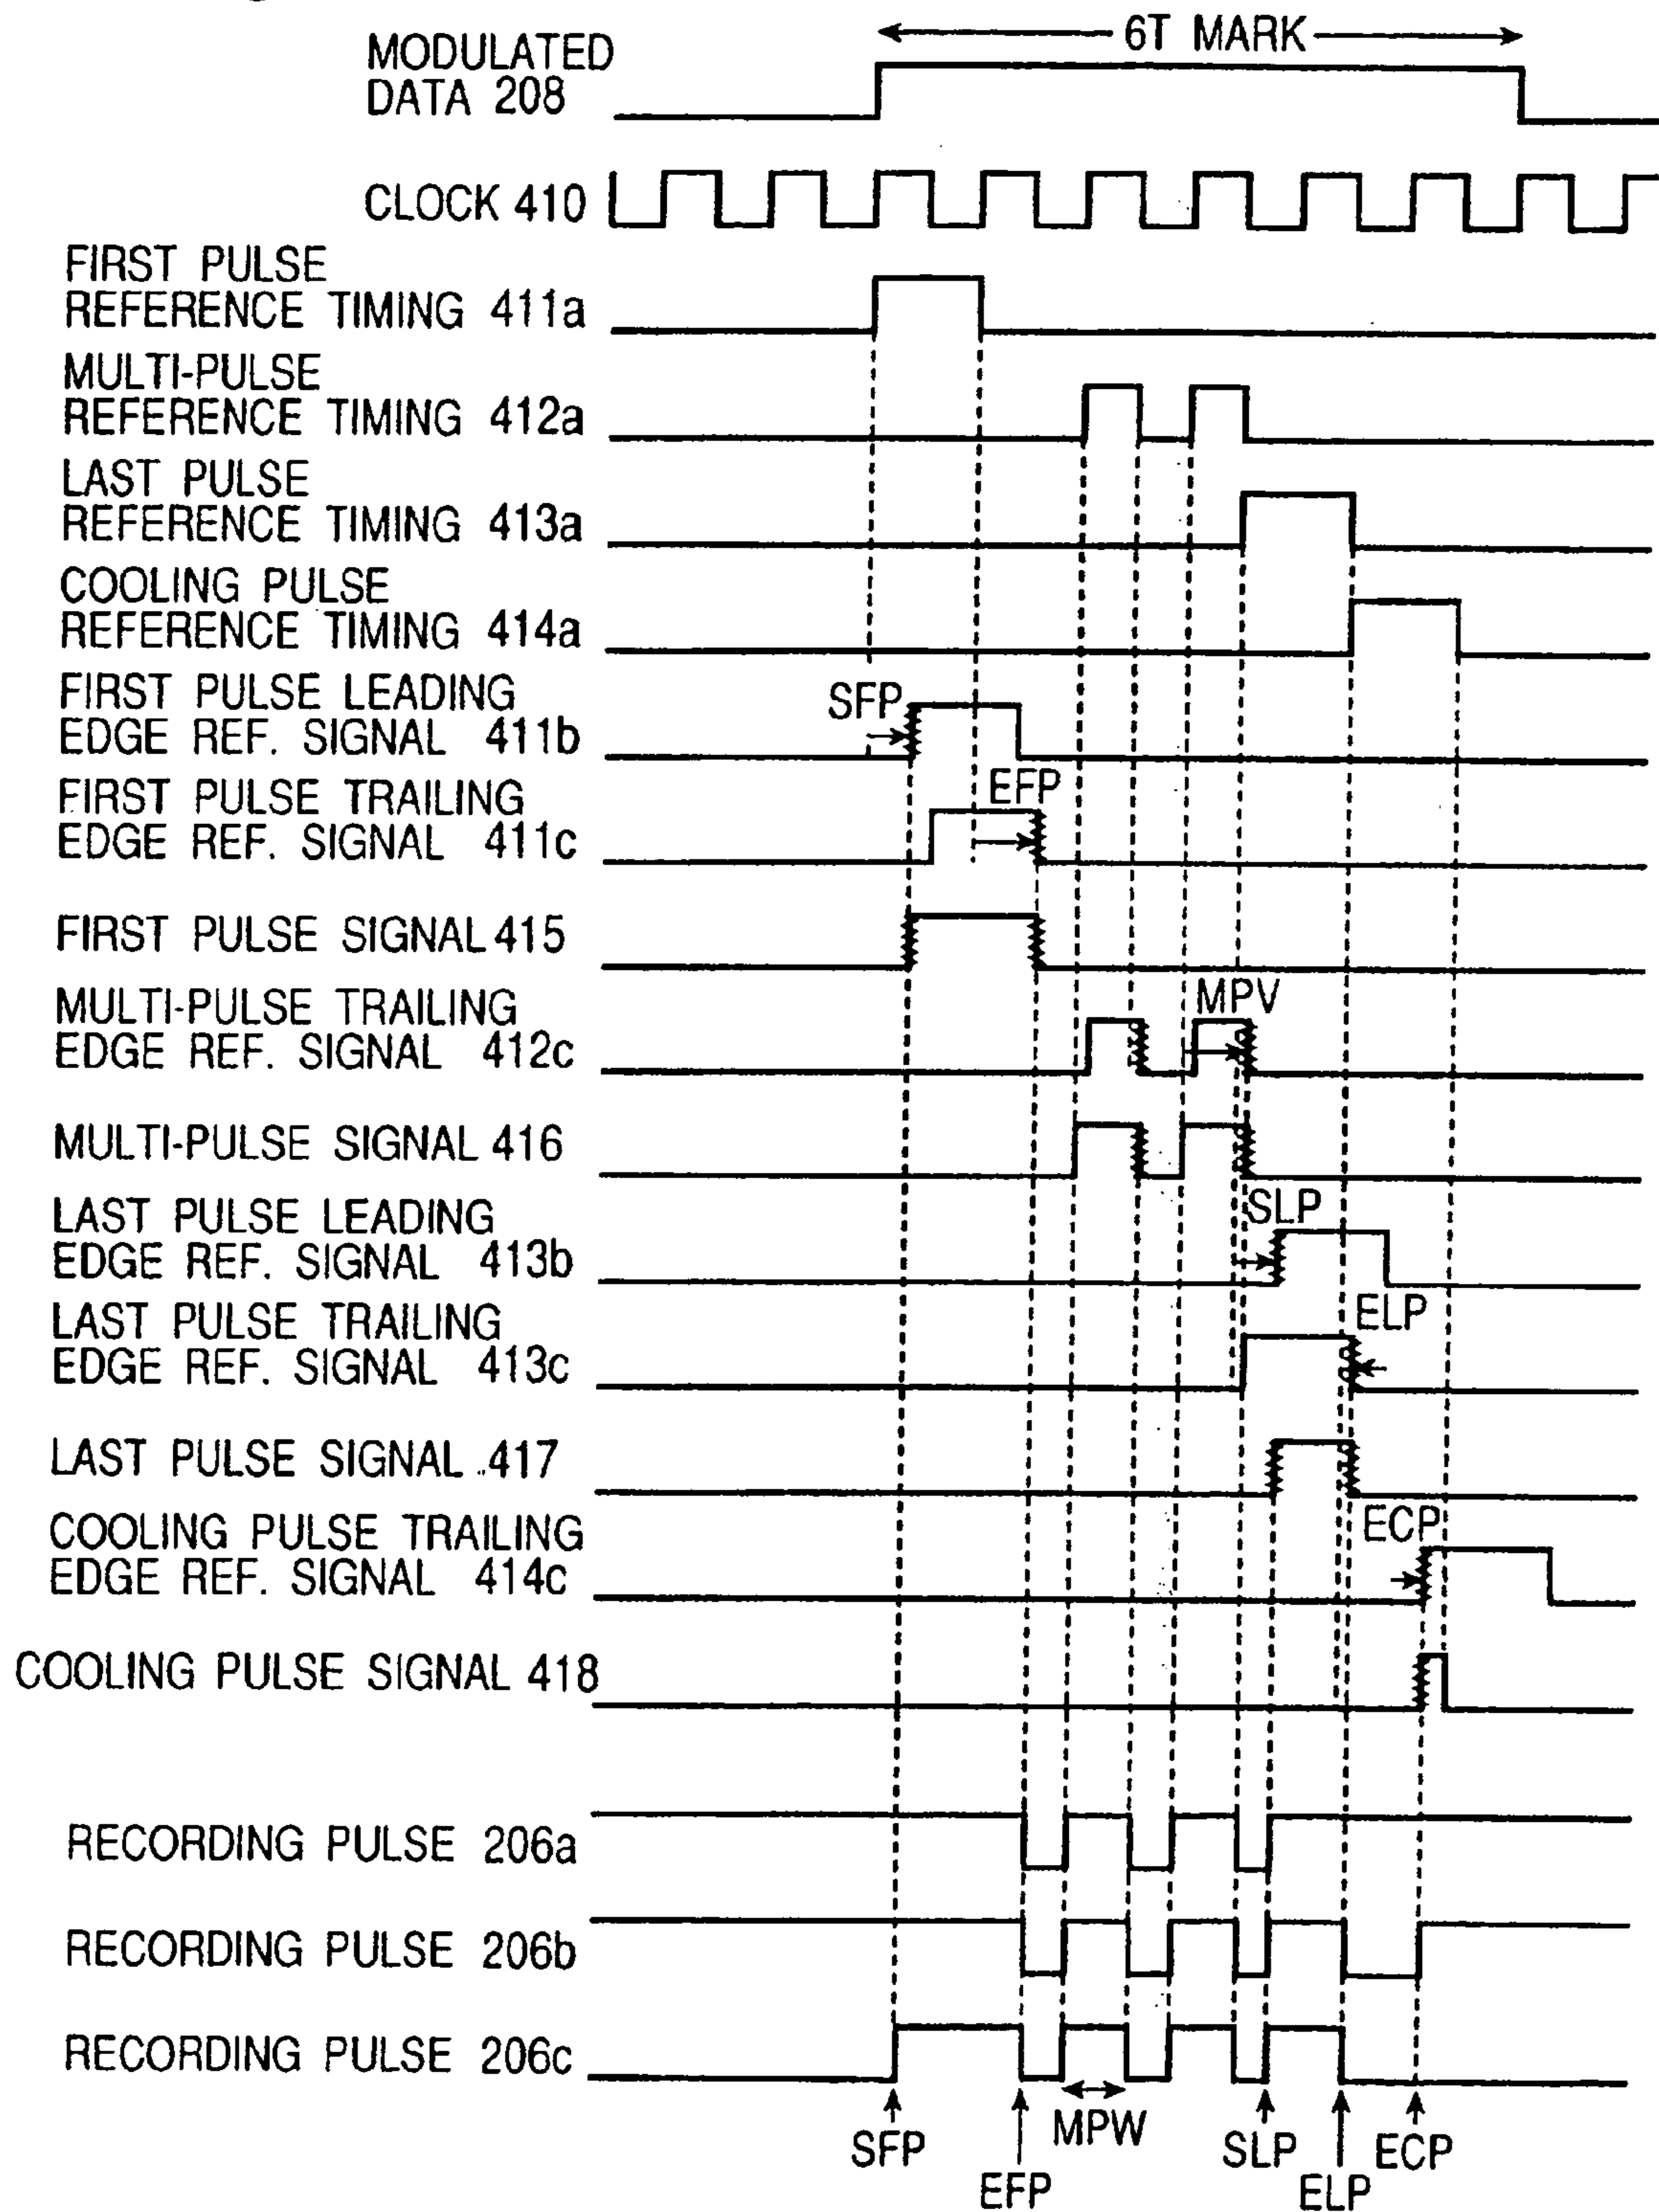 6T MARK
MODULATED
DATA 208
CLOCK 410
FIRST PULSE
REFERENCE TIMING 411a
MULTI-PULSE
REFERENCE TIMING 412a
LAST PULSE
REFERENCE TIMING 413a
COOLING PULSE
REFERENCE TIMING 414a
FIRST PULSE LEADING
EDGE REF. SIGNAL 411b
SFP
FIRST PULSE TRAILING
EDGE REF. SIGNAL 411c
EFP
FIRST PULSE SIGNAL 415
MULTI-PULSE TRAILING
EDGE REF. SIGNAL 412c
MPV
MULTI-PULSE SIGNAL 416
LAST PULSE LEADING
EDGE REF. SIGNAL 413b
SLP
LAST PULSE TRAILING
EDGE REF. SIGNAL 413c
ELP
LAST PULSE SIGNAL 417
COOLING PULSE TRAILING
EDGE REF. SIGNAL 414c
ECP
COOLING PULSE SIGNAL 418
RECORDING PULSE 206a
RECORDING PULSE 206b
RECORDING PULSE 206c
SFP
EFP
MPW
SLP
ELP
ECP